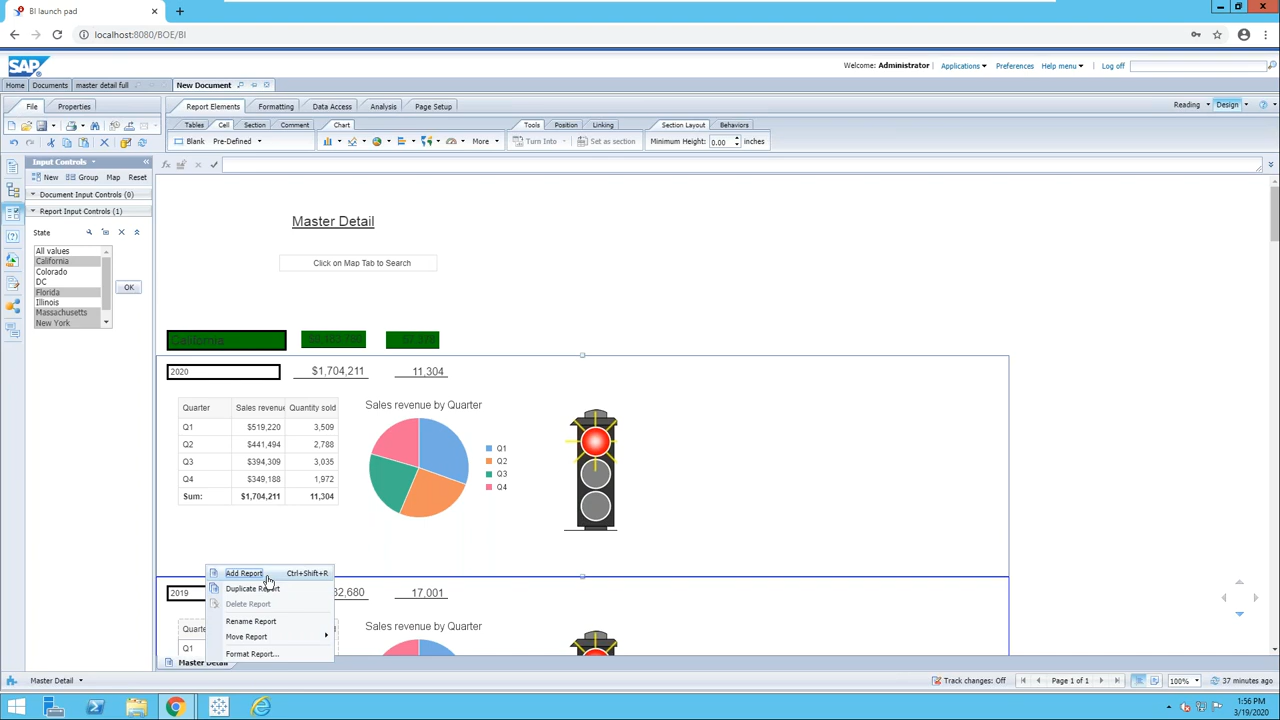 BI launch pad
localhost:8080/BOE/BI
SAP
Welcome: Administrator
Applications
Preferences
Help menu
Log off
Home
Documents
master detail full
New Document
File
Properties
Report Elements
Formatting
Data Access
Analysis
Page Setup
Reading
Design
Tables
Cell
Section
Comment
Chart
Tools
Position
Linking
Section Layout
Behaviors
Blank
Pre-Defined
More
Turn Into
Set as section
Minimum Height: 0.00 inches
Input Controls
New
Group
Map
Reset
Document Input Controls (0)
Report Input Controls (1)
State
All values
California
Colorado
DC
Florida
Illinois
Massachusetts
New York
OK
Master Detail
Click on Map Tab to Search
California
2020 $1,704,211 11,304
Quarter Sales revenue Quantity sold
Q1 $519,220 3,509
Q2 $441,494 2,788
Q3 $394,309 3,035
Q4 $349,188 1,972
Sum: $1,704,211 11,304
Sales revenue by Quarter
Q1
Q2
Q3
Q4
Add Report Ctrl+Shift+R
Duplicate Report
Delete Report
Rename Report
Move Report
Format Report...
2019 17,001
Sales revenue by Quarter
Q1
Master Detail
Master Detail
Track changes: Off
Page 1 of 1
100%
37 minutes ago
1:56 PM
3/19/2020